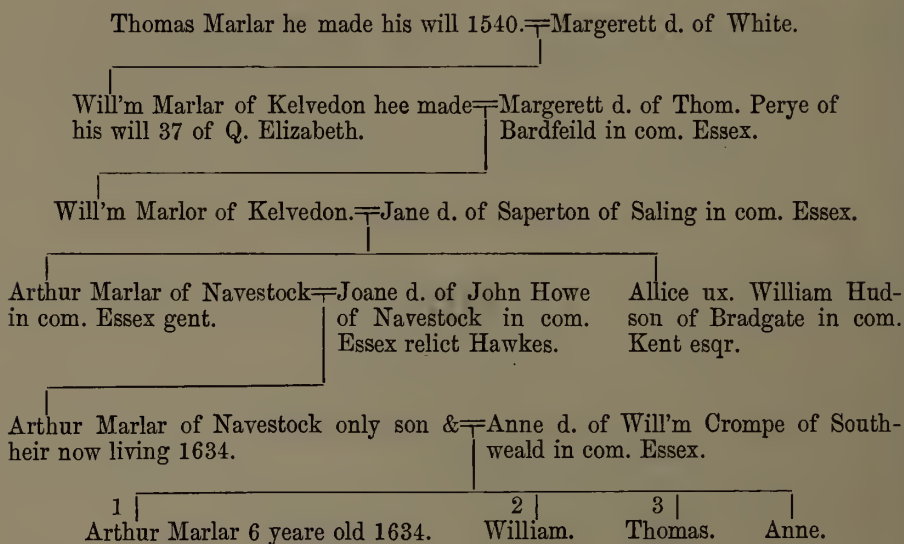 Thomas Marlar he made his will 1540.=Margerett d. of White.
Will'm Marlar of Kelvedon hee made=Margerett d. of Thom. Perye of
his will 37 of Q. Elizabeth. Bardfeild in com. Essex.
Will'm Marlor of Kelvedon.=Jane d. of Saperton of Saling in com. Essex.
Arthur Marlar of Navestock=Joane d. of John Howe Allice ux. William Hud-
in com. Essex gent. of Navestock in com. son of Bradgate in com.
Essex relict Hawkes. Kent esqr.
Arthur Marlar of Navestock only son &=Anne d. of Will'm Crompe of South-
heir now living 1634. weald in com. Essex.
1 2 3
Arthur Marlar 6 yeare old 1634. William. Thomas. Anne.